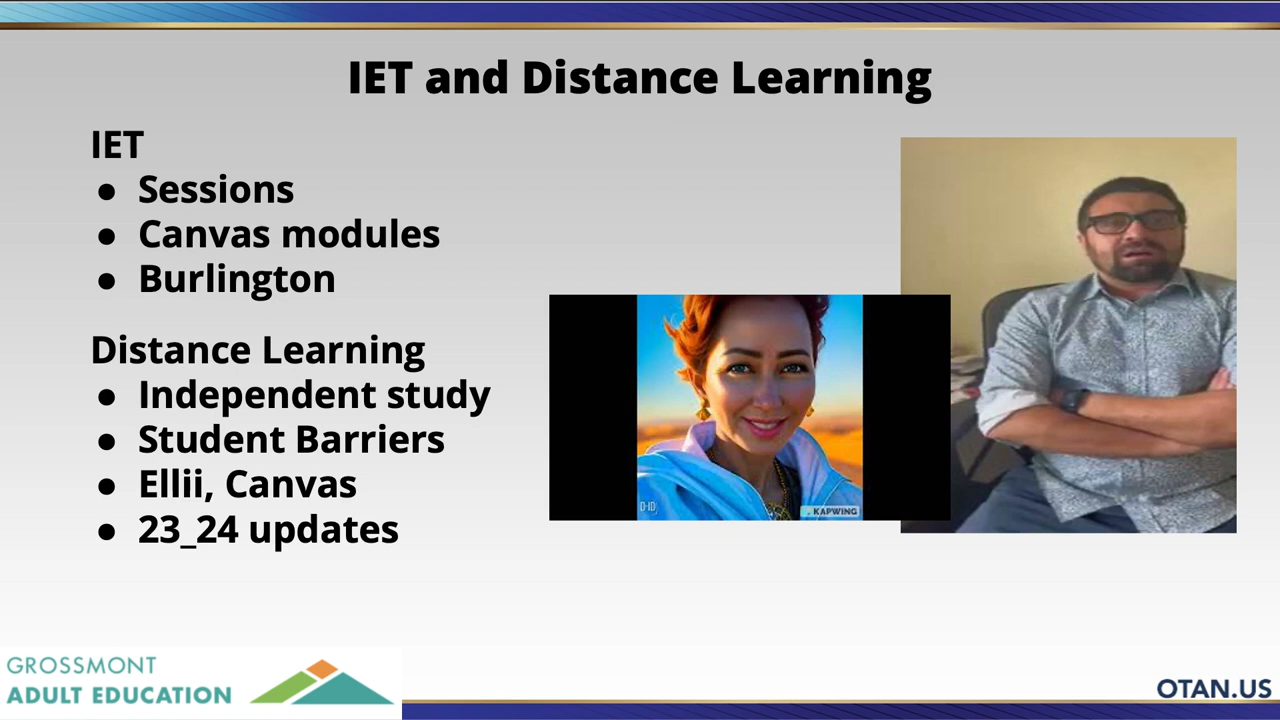 IET and Distance Learning
IET
● Sessions
● Canvas modules
● Burlington
Distance Learning
● Independent study
● Student Barriers
● Ellii, Canvas
● 23_24 updates
D-ID
KAPWING
GROSSMONT
ADULT EDUCATION
OTAN.US